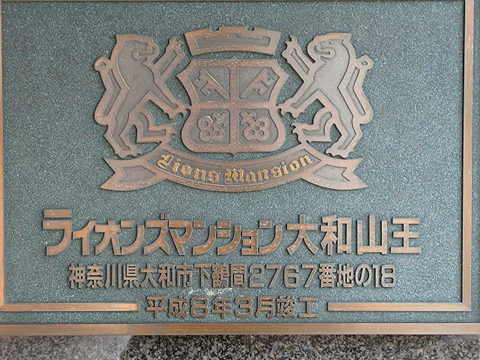 Lions Mansion
ライオンズマンション大和山王
神奈川県大和市下鶴間2767番地の18
平成8年3月竣工